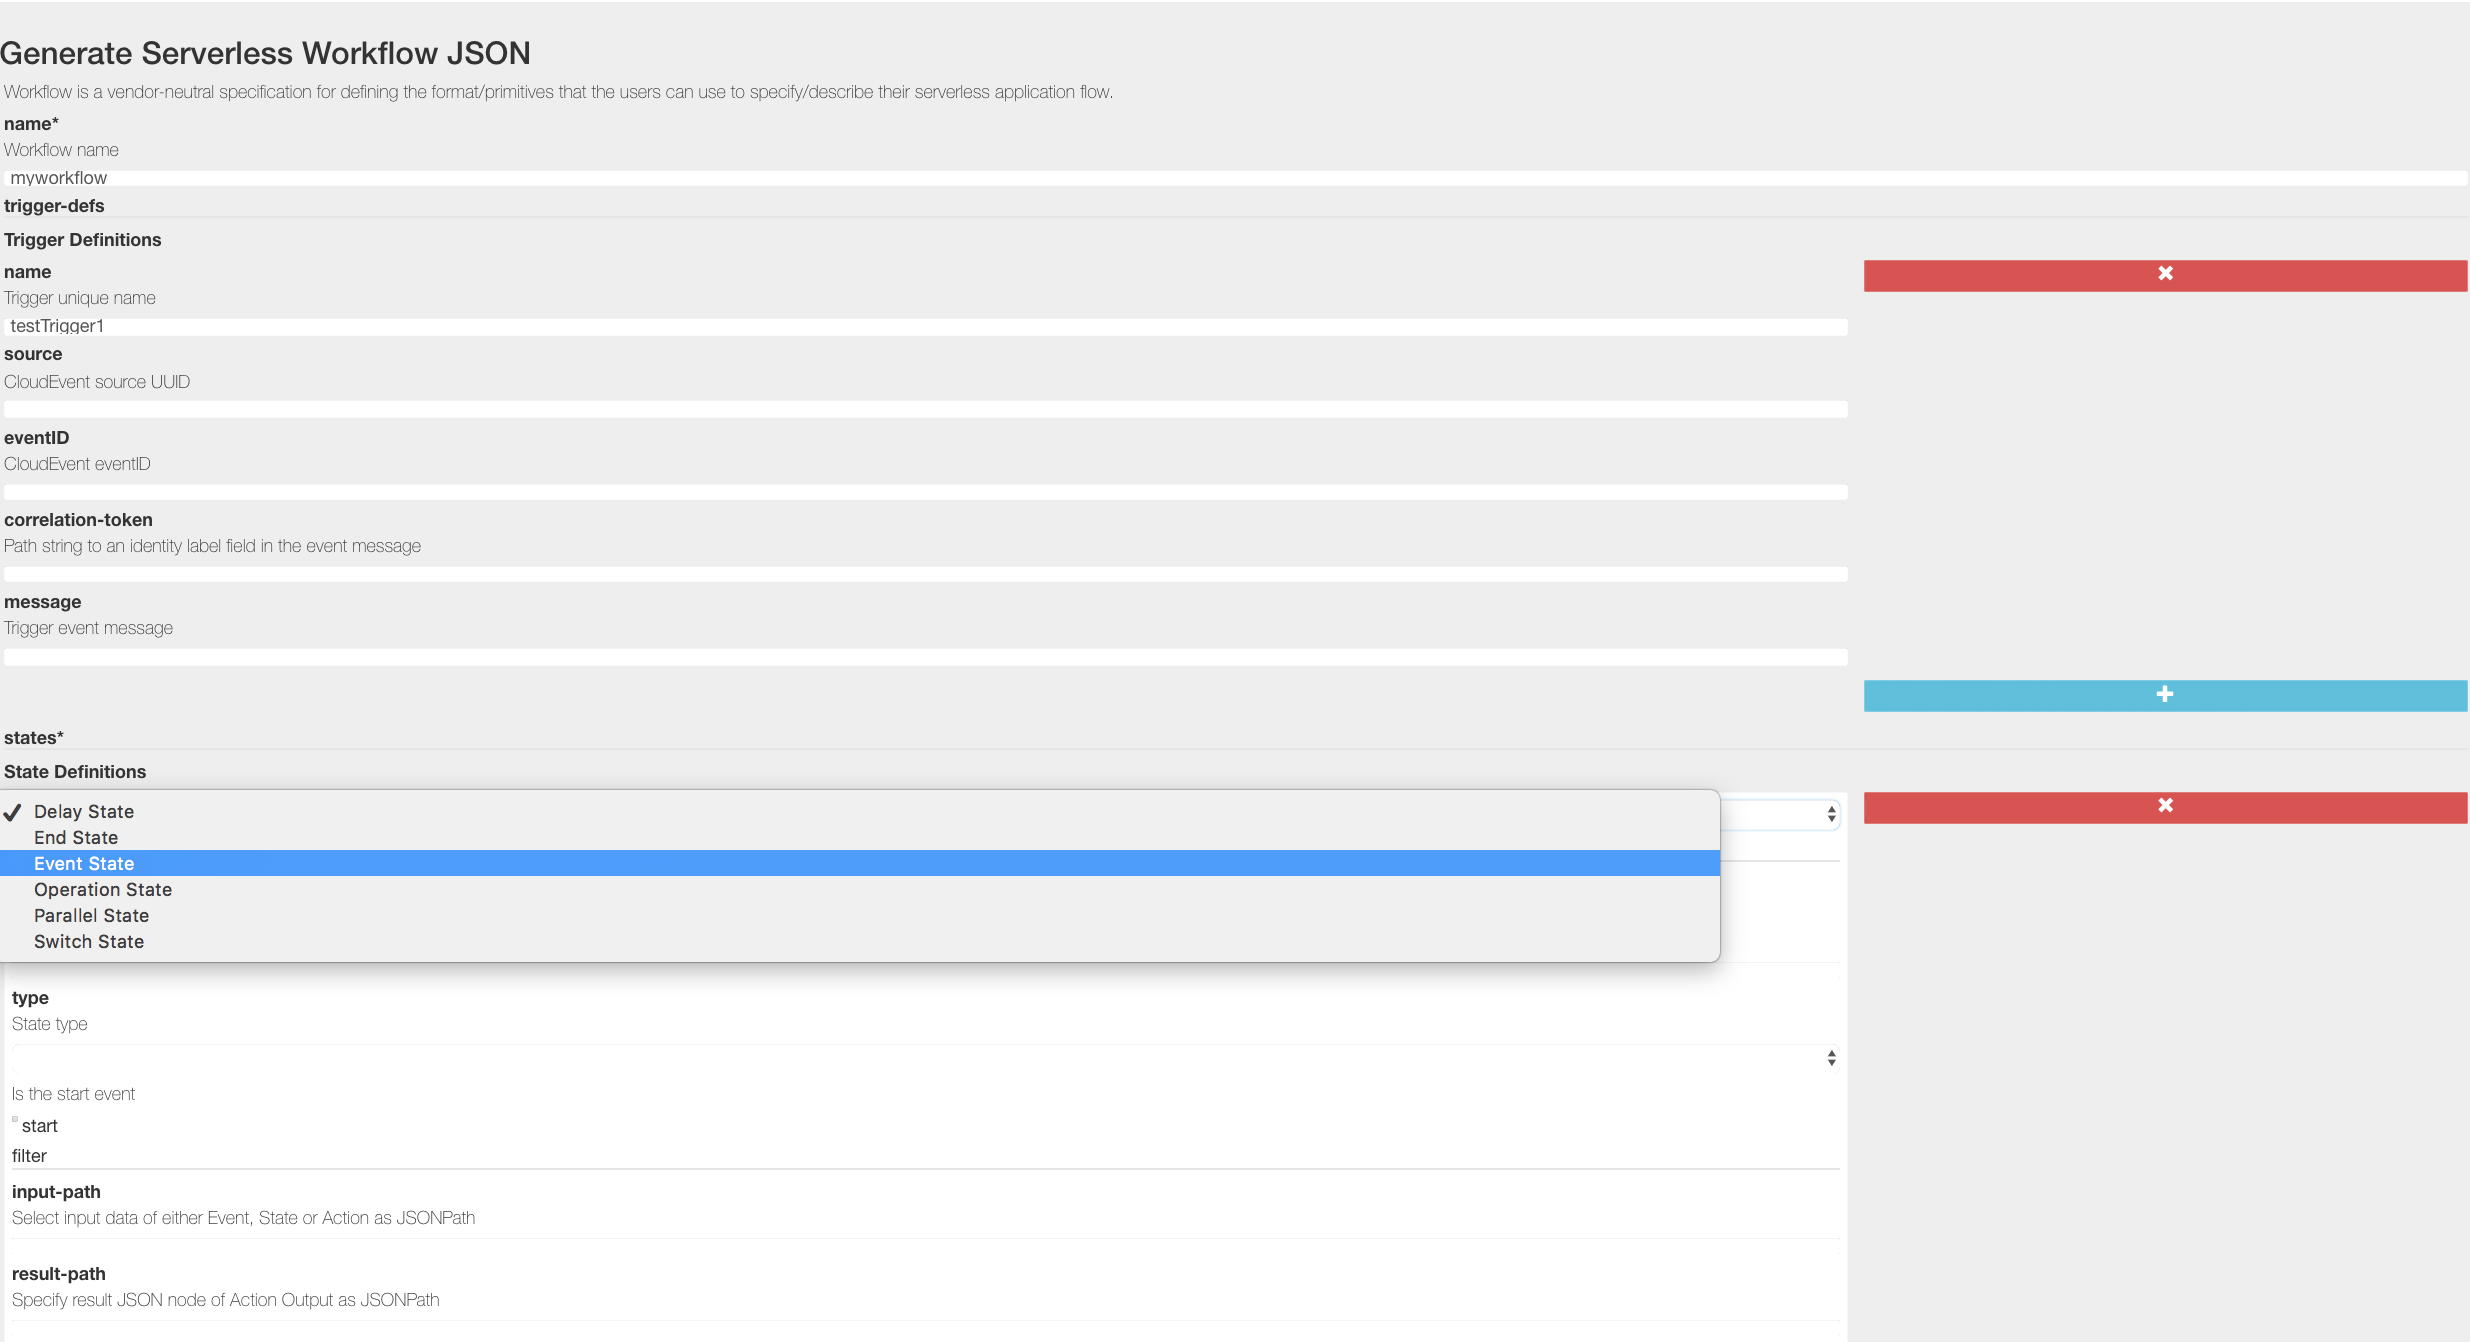 Generate Serverless Workflow JSON
Workflow is a vendor-neutral specification for defining the format/primitives that the users can use to specify/describe their serverless application flow.
name*
Workflow name
myworkflow
trigger-defs
Trigger Definitions
name
Trigger unique name
testTrigger1
source
CloudEvent source UUID
eventID
CloudEvent eventID
correlation-token
Path string to an identity label field in the event message
message
Trigger event message
states*
State Definitions
Delay State
End State
Event State
Operation State
Parallel State
Switch State
type
State type
Is the start event
start
filter
input-path
Select input data of either Event, State or Action as JSONPath
result-path
Specify result JSON node of Action Output as JSONPath